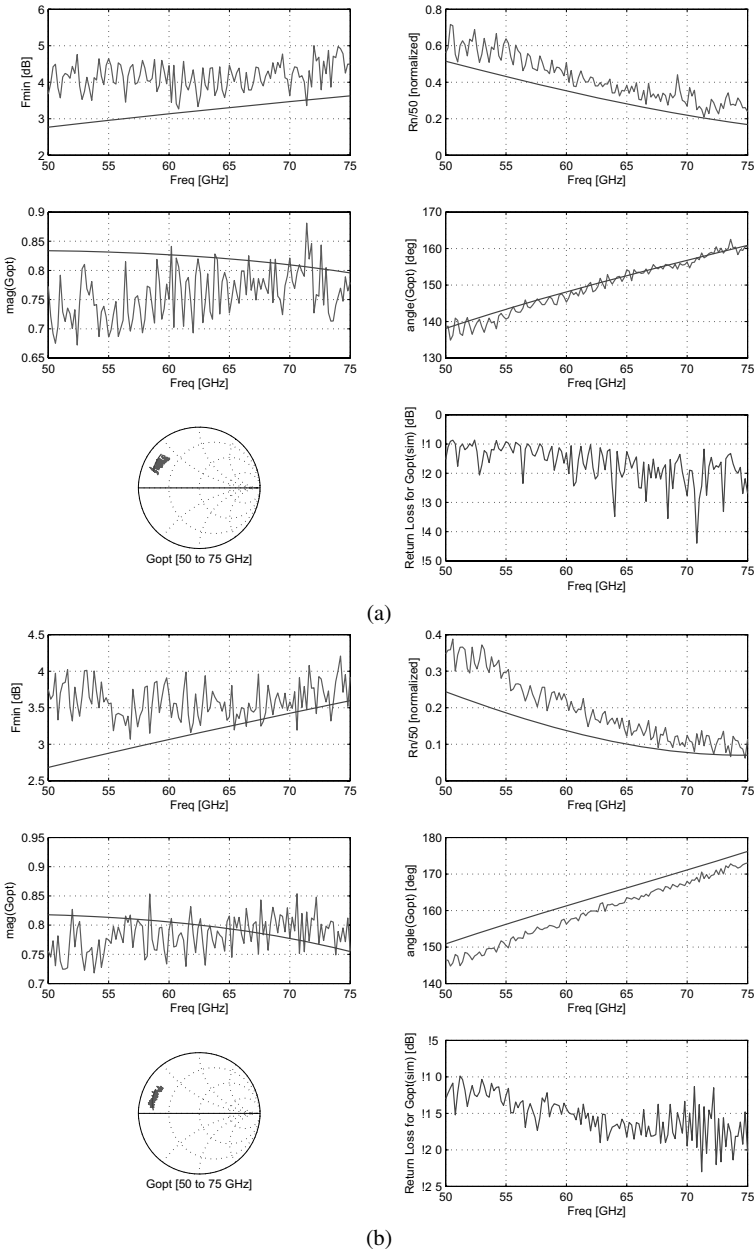 6
5
4
3
2
Fmin [dB]
50 55 60 65 70 75
Freq [GHz]
0.8
0.6
0.4
0.2
0
Rn/50 [normalized]
50 55 60 65 70 75
Freq [GHz]
0.9
0.85
0.8
0.75
0.7
0.65
mag(Gopt)
50 55 60 65 70 75
Freq [GHz]
170
160
150
140
130
angle(Gopt) [deg]
50 55 60 65 70 75
Freq [GHz]
Gopt [50 to 75 GHz]
0
!1 0
!2 0
!3 0
!4 0
!5 0
Return Loss for Gopt(sim) [dB]
50 55 60 65 70 75
Freq [GHz]
(a)
4.5
4
3.5
3
2.5
Fmin [dB]
50 55 60 65 70 75
Freq [GHz]
0.4
0.3
0.2
0.1
0
Rn/50 [normalized]
50 55 60 65 70 75
Freq [GHz]
0.95
0.9
0.85
0.8
0.75
0.7
mag(Gopt)
50 55 60 65 70 75
Freq [GHz]
180
170
160
150
140
angle(Gopt) [deg]
50 55 60 65 70 75
Freq [GHz]
Gopt [50 to 75 GHz]
!5
!1 0
!1 5
!2 0
!2 5
Return Loss for Gopt(sim) [dB]
50 55 60 65 70 75
Freq [GHz]
(b)